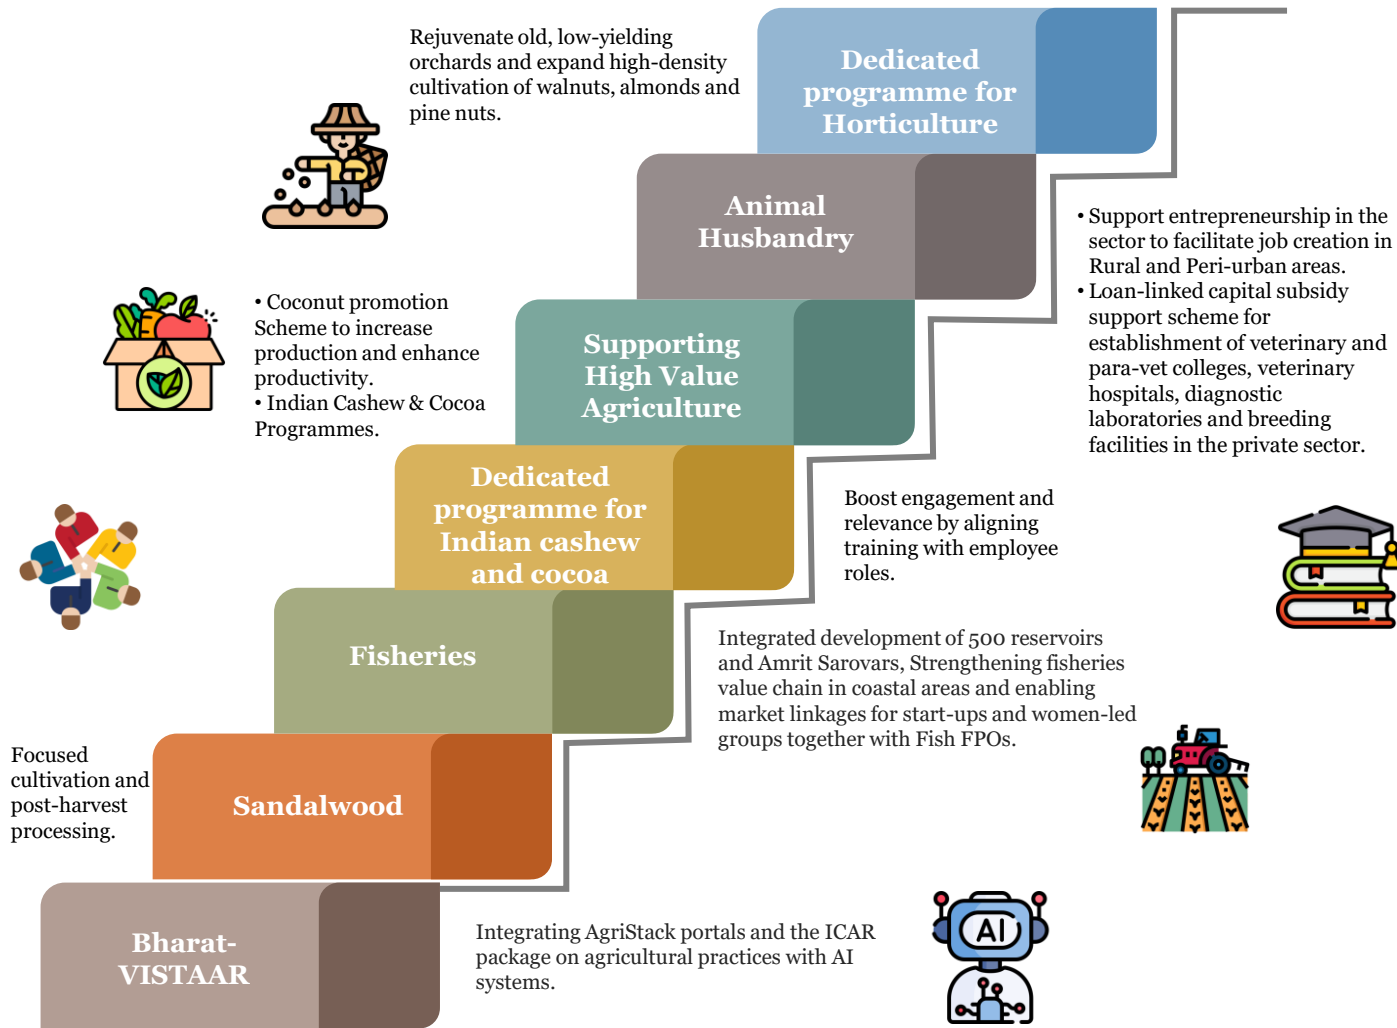 Rejuvenate old, low-yielding
orchards and expand high-density
cultivation of walnuts, almonds and
pine nuts.
Dedicated
programme for
Horticulture
Animal
Husbandry
• Support entrepreneurship in the
sector to facilitate job creation in
Rural and Peri-urban areas.
• Loan-linked capital subsidy
support scheme for
establishment of veterinary and
para-vet colleges, veterinary
hospitals, diagnostic
laboratories and breeding
facilities in the private sector.
• Coconut promotion
Scheme to increase
production and enhance
productivity.
• Indian Cashew & Cocoa
Programmes.
Supporting
High Value
Agriculture
Dedicated
programme for
Indian cashew
and cocoa
Boost engagement and
relevance by aligning
training with employee
roles.
Fisheries
Integrated development of 500 reservoirs
and Amrit Sarovars, Strengthening fisheries
value chain in coastal areas and enabling
market linkages for start-ups and women-led
groups together with Fish FPOs.
Focused
cultivation and
post-harvest
processing.
Sandalwood
Bharat-
VISTAAR
Integrating AgriStack portals and the ICAR
package on agricultural practices with AI
systems.
AI